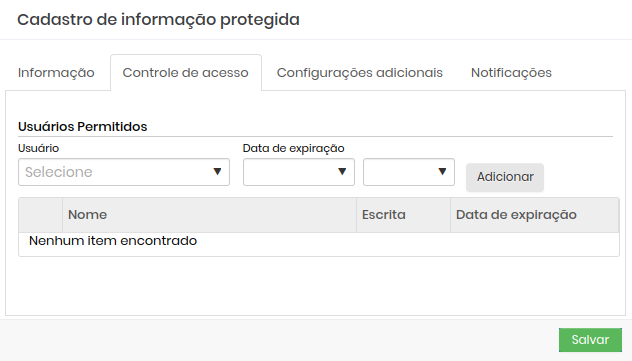 Cadastro de informação protegida
Informação Controle de acesso Configurações adicionais Notificações
Usuários Permitidos
Usuário Data de expiração
Selecione Adicionar
Nome Escrita Data de expiração
Nenhum item encontrado
Salvar